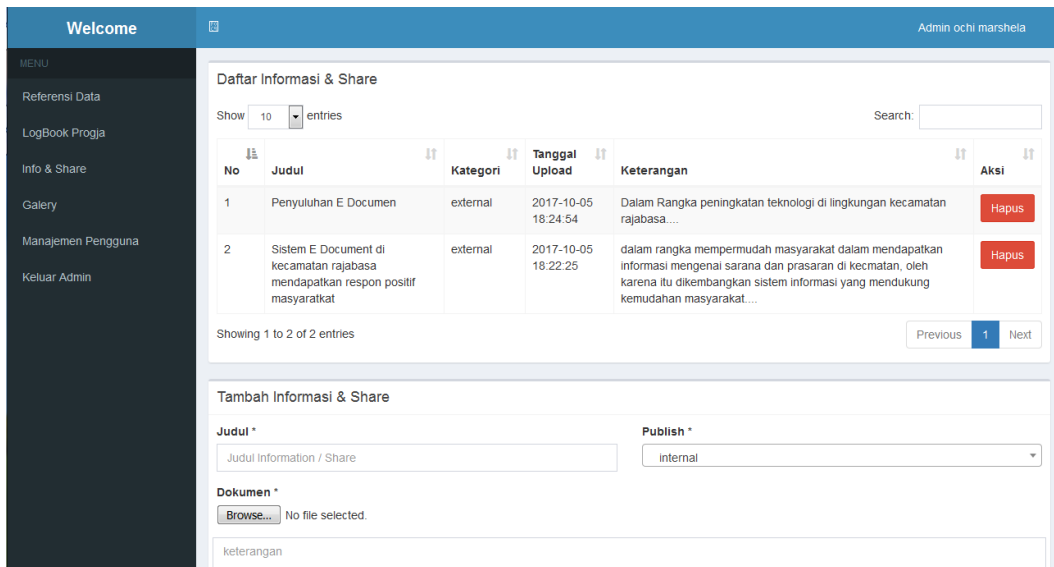 Welcome
Admin ochi marshela
MENU
Referensi Data
LogBook Progja
Info & Share
Galery
Manajemen Pengguna
Keluar Admin
Daftar Informasi & Share
Show 10 entries
Search:
No Judul Kategori Tanggal Upload Keterangan Aksi
1 Penyuluhan E Documen external 2017-10-05 Dalam Rangka peningkatan teknologi di lingkungan kecamatan Hapus
18:24:54 rajabasa....
2 Sistem E Document di external 2017-10-05 dalam rangka mempermudah masyarakat dalam mendapatkan Hapus
kecamatan rajabasa 18:22:25 informasi mengenai sarana dan prasaran di kecmatan, oleh
mendapatkan respon positif karena itu dikembangkan sistem informasi yang mendukung
masyaratkat kemudahan masyarakat....
Showing 1 to 2 of 2 entries
Previous 1 Next
Tambah Informasi & Share
Judul * Publish *
Judul Information / Share internal
Dokumen *
Browse... No file selected.
keterangan